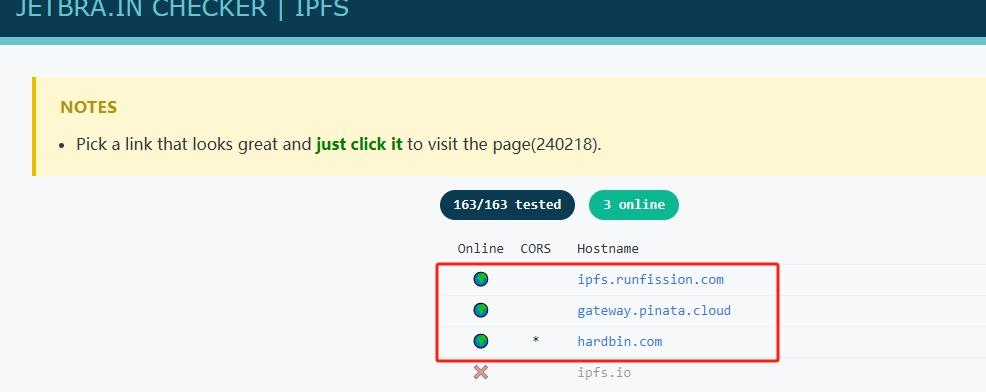 JETBRA.IN CHECKER | IPFS
NOTES
• Pick a link that looks great and just click it to visit the page(240218).
163/163 tested 3 online
Online CORS Hostname
ipfs.runfission.com
gateway.pinata.cloud
* hardbin.com
ipfs.io